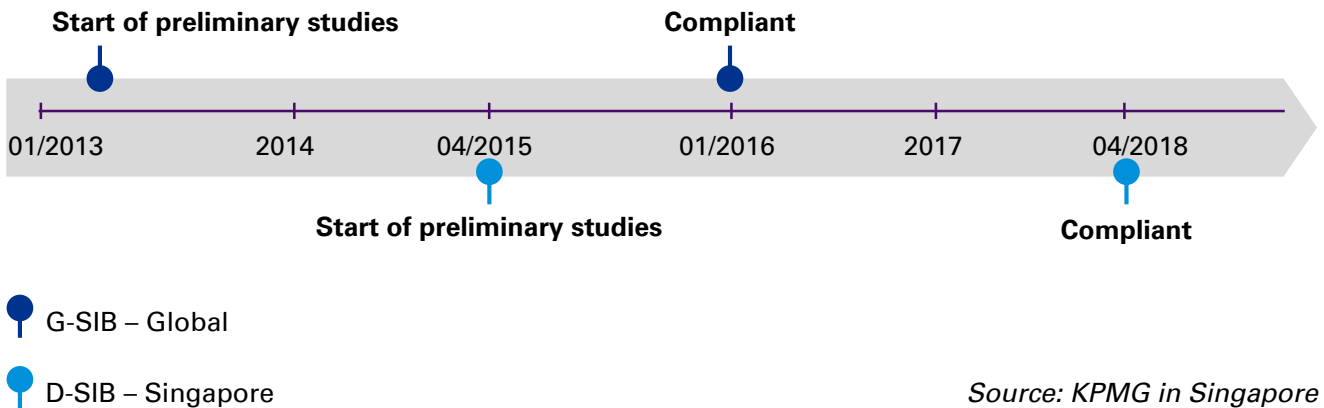 Start of preliminary studies Compliant
01/2013 2014 04/2015 01/2016 2017 04/2018
Start of preliminary studies Compliant
G-SIB – Global
D-SIB – Singapore
Source: KPMG in Singapore